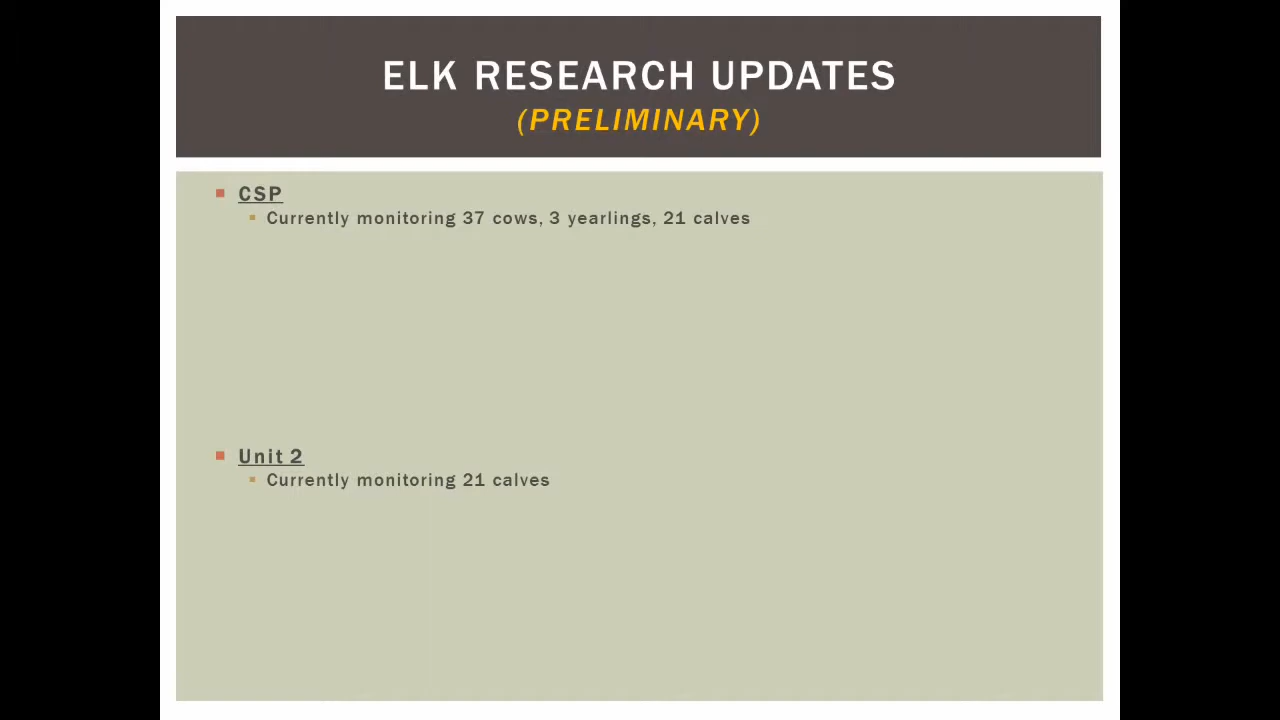 ELK RESEARCH UPDATES
(PRELIMINARY)
CSP
Currently monitoring 37 cows, 3 yearlings, 21 calves
Unit 2
Currently monitoring 21 calves